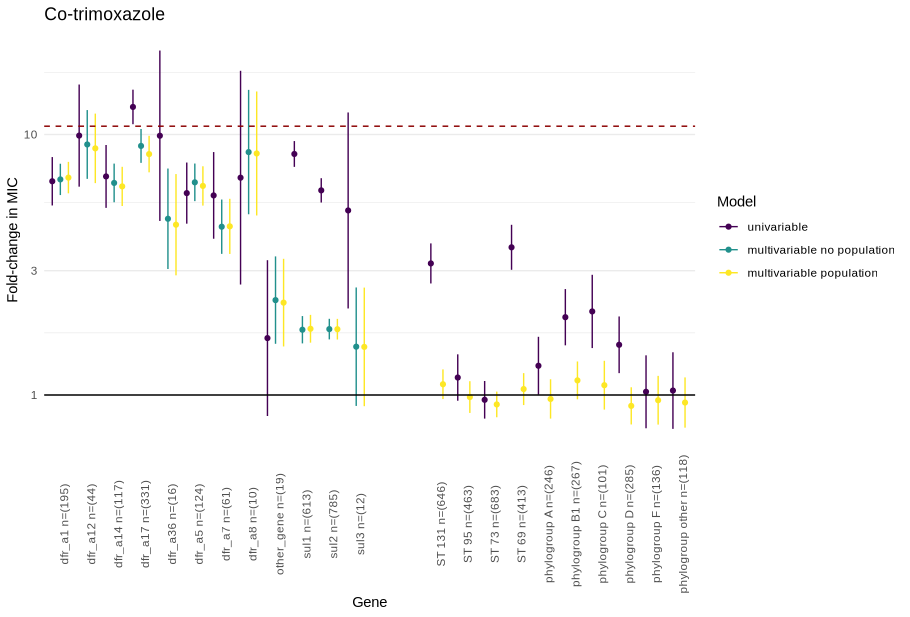 Co-trimoxazole
Fold-change in MIC
10
3
1
dfr_a1 n=(195)
dfr_a12 n=(44)
dfr_a14 n=(117)
dfr_a17 n=(331)
dfr_a36 n=(16)
dfr_a5 n=(124)
dfr_a7 n=(61)
dfr_a8 n=(10)
other_gene n=(19)
sul1 n=(613)
sul2 n=(785)
sul3 n=(12)
ST 131 n=(646)
ST 95 n=(463)
ST 73 n=(683)
ST 69 n=(413)
phylogroup A n=(246)
phylogroup B1 n=(267)
phylogroup C n=(101)
phylogroup D n=(285)
phylogroup F n=(136)
phylogroup other n=(118)
Gene
Model
univariable
multivariable no population
multivariable population